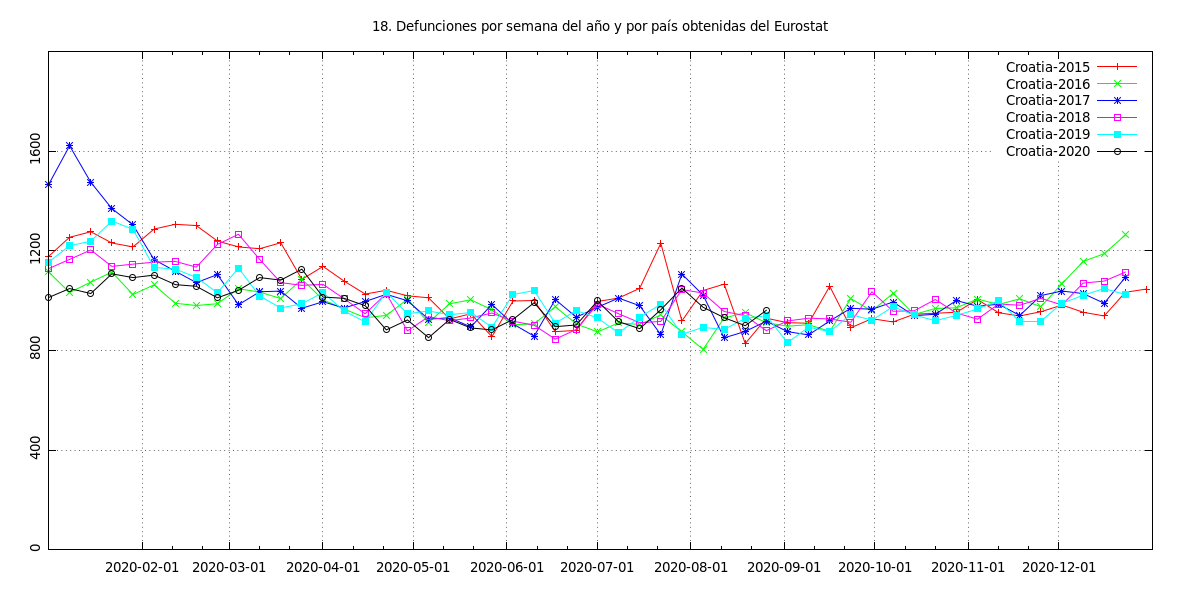 18. Defunciones por semana del año y por país obtenidas del Eurostat
Croatia-2015
Croatia-2016
Croatia-2017
Croatia-2018
Croatia-2019
Croatia-2020
1600
1200
800
400
0
2020-02-01 2020-03-01 2020-04-01 2020-05-01 2020-06-01 2020-07-01 2020-08-01 2020-09-01 2020-10-01 2020-11-01 2020-12-01